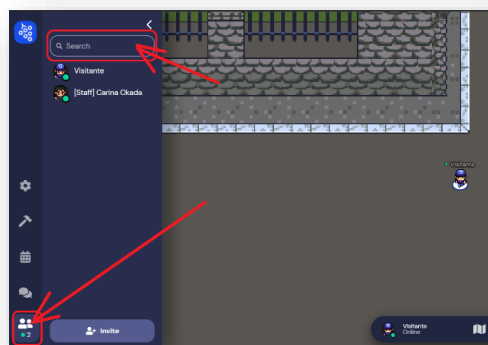 Search
Visitante
[Staff] Carina Okada
Visitante
2
Invite
Visitante
Online